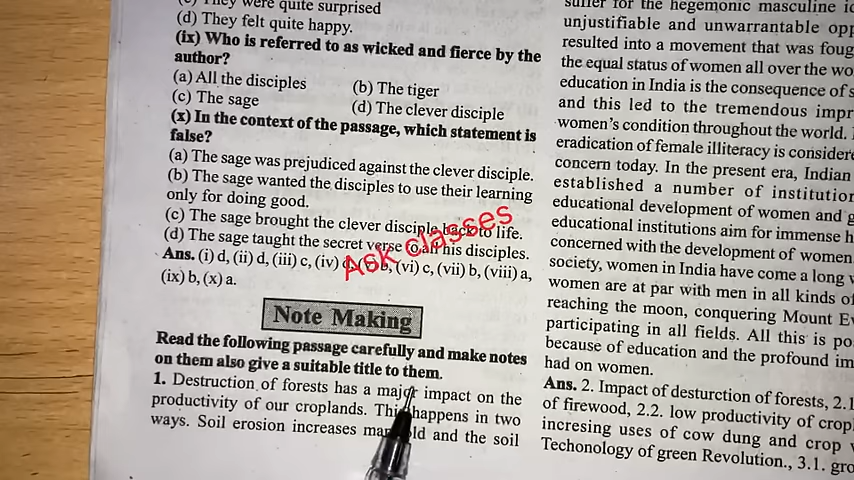 (c) They were quite surprised
(d) They felt quite happy.
(ix) Who is referred to as wicked and fierce by the
author?
(a) All the disciples
(b) The tiger
(c) The sage
(d) The clever disciple
(x) In the context of the passage, which statement is
false?
(a) The sage was prejudiced against the clever disciple.
(b) The sage wanted the disciples to use their learning
only for doing good.
(c) The sage brought the clever disciple back to life.
(d) The sage taught the secret verse to all his disciples.
Ans. (i) d, (ii) d, (iii) c, (iv) b, (vi) c, (vii) b, (viii) a,
(ix) b, (x) a.
Ask classes
Note Making
Read the following passage carefully and make notes
on them also give a suitable title to them.
1. Destruction of forests has a major impact on the
productivity of our croplands. This happens in two
ways. Soil erosion increases and the soil
suffer for the hegemonic masculine
unjustifiable and unwarrantable
resulted into a movement that was
the equal status of women all over the
education in India is the consequence of
and this led to the tremendous
women's condition throughout the world.
eradication of female illiteracy is
concern today. In the present era, Indian
established a number of
educational development of women and
educational institutions aim for immense
concerned with the development of women
society, women in India have come a long
women are at par with men in all kinds
reaching the moon, conquering Mount
participating in all fields. All this is
because of education and the profound
had on women.
Ans. 2. Impact of desturction of forests, 2.1
of firewood, 2.2. low productivity of
incresing uses of cow dung and crop
Techonology of green Revolution., 3.1.